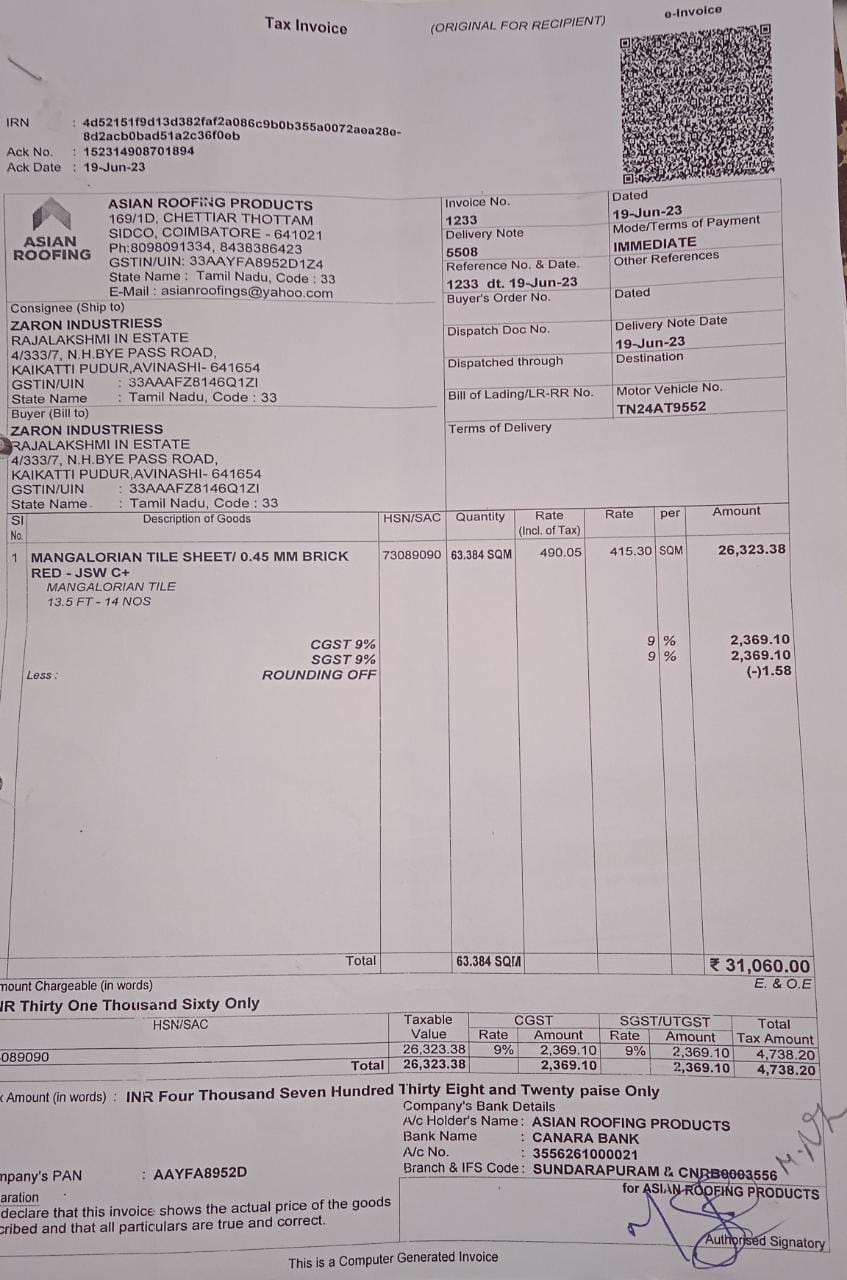 Tax Invoice
(ORIGINAL FOR RECIPIENT)
e-Invoice
IRN : 4d52151f9d13d382faf2a086c9b0b355a0072aea28e-
8d2acb0bad51a2c36f0eb
Ack No. : 152314908701894
Ack Date : 19-Jun-23
ASIAN
ROOFING
ASIAN ROOFING PRODUCTS
169/1D, CHETTIAR THOTTAM
SIDCO, COIMBATORE - 641021
Ph:8098091334, 8438386423
GSTIN/UIN: 33AAYFA8952D1Z4
State Name : Tamil Nadu, Code : 33
E-Mail : asianroofings@yahoo.com
Invoice No.
1233
Dated
19-Jun-23
Delivery Note
5508
Mode/Terms of Payment
IMMEDIATE
Reference No. & Date.
1233 dt. 19-Jun-23
Other References
Buyer's Order No.
Dated
Dispatch Doc No.
Delivery Note Date
19-Jun-23
Dispatched through
Destination
Bill of Lading/LR-RR No.
Motor Vehicle No.
TN24AT9552
Terms of Delivery
Consignee (Ship to)
ZARON INDUSTRIESS
RAJALAKSHMI IN ESTATE
4/333/7, N.H.BYE PASS ROAD,
KAIKATTI PUDUR,AVINASHI- 641654
GSTIN/UIN : 33AAAFZ8146Q1ZI
State Name : Tamil Nadu, Code : 33
Buyer (Bill to)
ZARON INDUSTRIESS
RAJALAKSHMI IN ESTATE
4/333/7, N.H.BYE PASS ROAD,
KAIKATTI PUDUR,AVINASHI- 641654
GSTIN/UIN : 33AAAFZ8146Q1ZI
State Name : Tamil Nadu, Code : 33
Sl No. Description of Goods HSN/SAC Quantity Rate (Incl. of Tax) Rate per Amount
1 MANGALORIAN TILE SHEET/ 0.45 MM BRICK 73089090 63.384 SQM 490.05 415.30 SQM 26,323.38
RED - JSW C+
MANGALORIAN TILE
13.5 FT - 14 NOS
CGST 9% 9 % 2,369.10
SGST 9% 9 % 2,369.10
Less : ROUNDING OFF (-)1.58
Total 63.384 SQM ₹ 31,060.00
mount Chargeable (in words) E. & O.E
NR Thirty One Thousand Sixty Only
HSN/SAC Taxable Value CGST Rate Amount SGST/UTGST Rate Amount Total Tax Amount
089090 26,323.38 9% 2,369.10 9% 2,369.10 4,738.20
Total 26,323.38 2,369.10 2,369.10 4,738.20
x Amount (in words) : INR Four Thousand Seven Hundred Thirty Eight and Twenty paise Only
Company's Bank Details
A/c Holder's Name : ASIAN ROOFING PRODUCTS
Bank Name : CANARA BANK
A/c No. : 3556261000021
Branch & IFS Code : SUNDARAPURAM & CNRB0003556
mpany's PAN : AAYFA8952D
aration
declare that this invoice shows the actual price of the goods
cribed and that all particulars are true and correct.
for ASIAN ROOFING PRODUCTS
Authorised Signatory
This is a Computer Generated Invoice